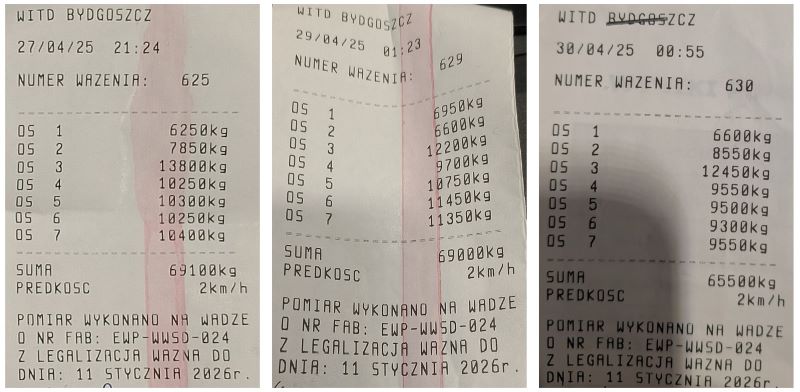 WITD BYDGOSZCZ
27/04/25 21:24
NUMER WAZENIA: 625
OS 1 6250kg
OS 2 7850kg
OS 3 13800kg
OS 4 10250kg
OS 5 10300kg
OS 6 10250kg
OS 7 10400kg
SUMA 69100kg
PREDKOSC 2km/h
POMIAR WYKONANO NA WADZE
O NR FAB: EWP-WWSD-024
Z LEGALIZACJA WAZNA DO
DNIA: 11 STYCZNIA 2026r.
WITD BYDGOSZCZ
29/04/25 01:23
NUMER WAZENIA: 629
OS 1 6950kg
OS 2 6600kg
OS 3 12200kg
OS 4 9700kg
OS 5 10750kg
OS 6 11450kg
OS 7 11350kg
SUMA 69000kg
PREDKOSC 2km/h
POMIAR WYKONANO NA WADZE
O NR FAB: EWP-WWSD-024
Z LEGALIZACJA WAZNA DO
DNIA: 11 STYCZNIA 2026r.
WITD BYDGOSZCZ
30/04/25 00:55
NUMER WAZENIA: 630
OS 1 6600kg
OS 2 8550kg
OS 3 12450kg
OS 4 9550kg
OS 5 9500kg
OS 6 9300kg
OS 7 9550kg
SUMA 65500kg
PREDKOSC 2km/h
POMIAR WYKONANO NA WADZE
O NR FAB: EWP-WWSD-024
Z LEGALIZACJA WAZNA DO
DNIA: 11 STYCZNIA 2026r.